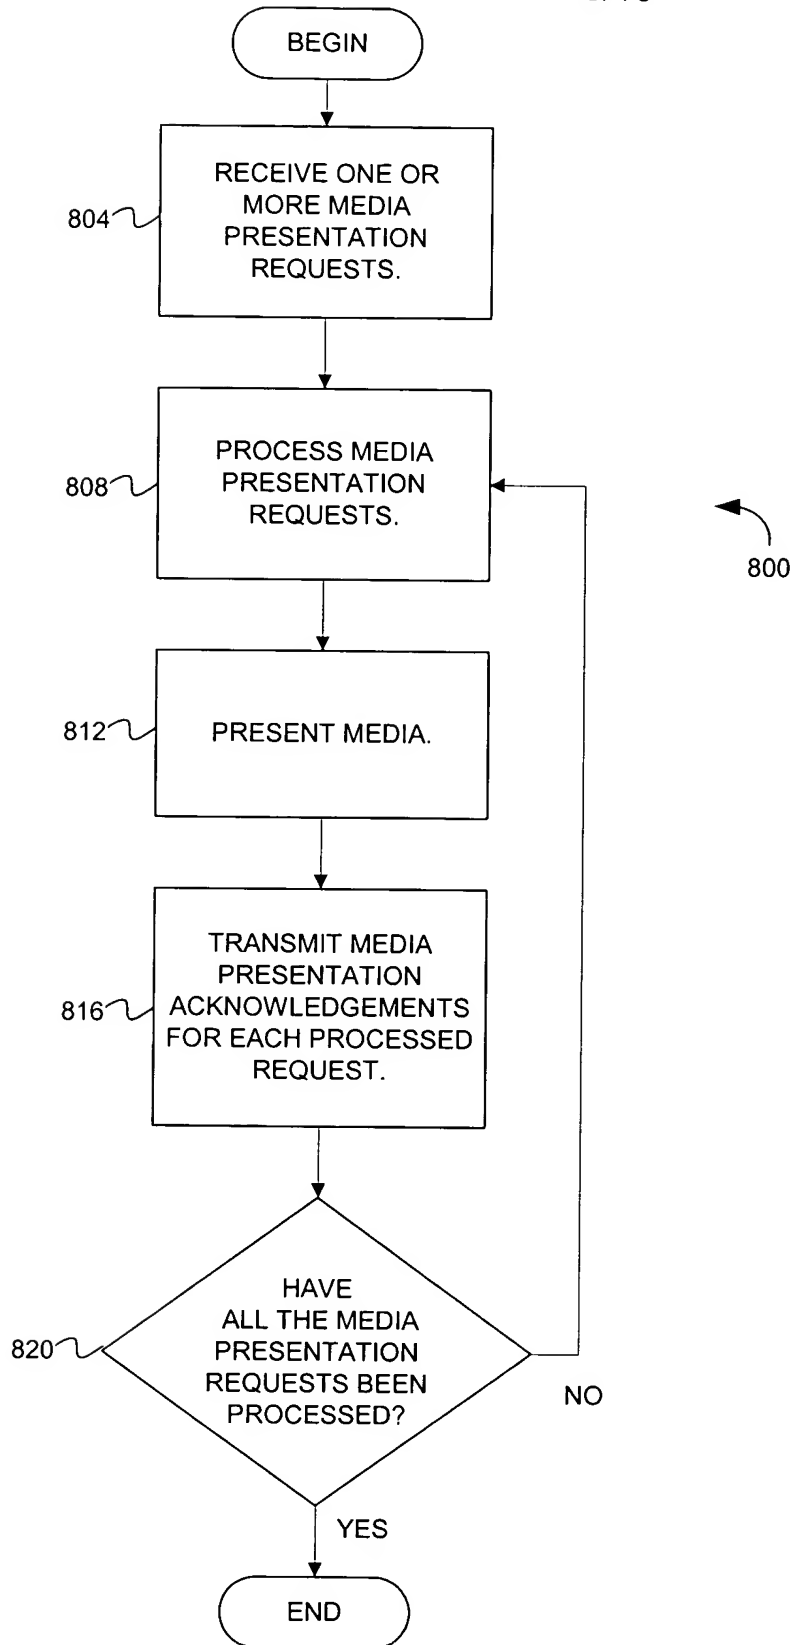 BEGIN
804
RECEIVE ONE OR
MORE MEDIA
PRESENTATION
REQUESTS.
808
PROCESS MEDIA
PRESENTATION
REQUESTS.
800
812
PRESENT MEDIA.
816
TRANSMIT MEDIA
PRESENTATION
ACKNOWLEDGEMENTS
FOR EACH PROCESSED
REQUEST.
820
HAVE
ALL THE MEDIA
PRESENTATION
REQUESTS BEEN
PROCESSED?
NO
YES
END